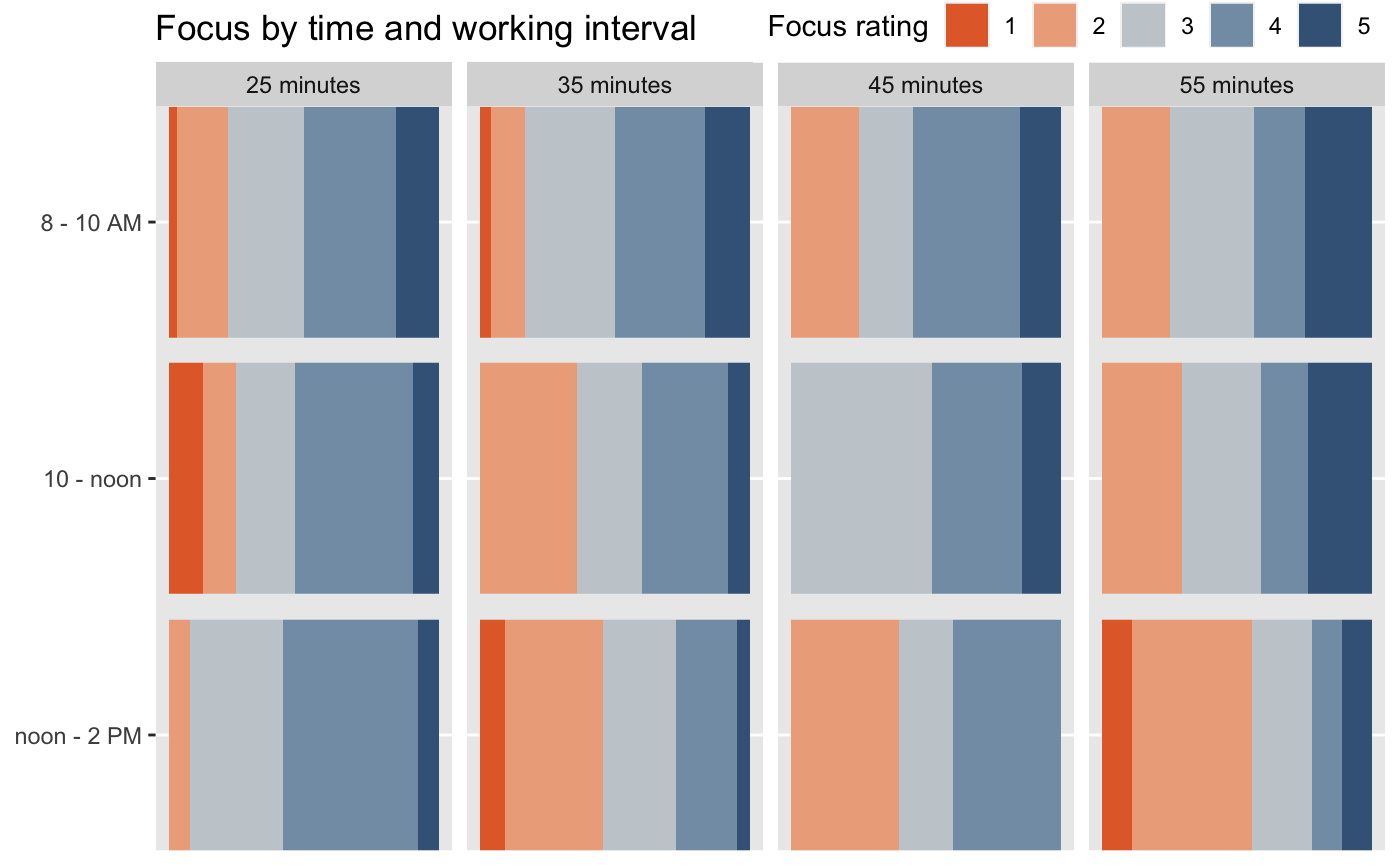 Focus by time and working interval
Focus rating 1 2 3 4 5
25 minutes 35 minutes 45 minutes 55 minutes
8 - 10 AM
10 - noon
noon - 2 PM